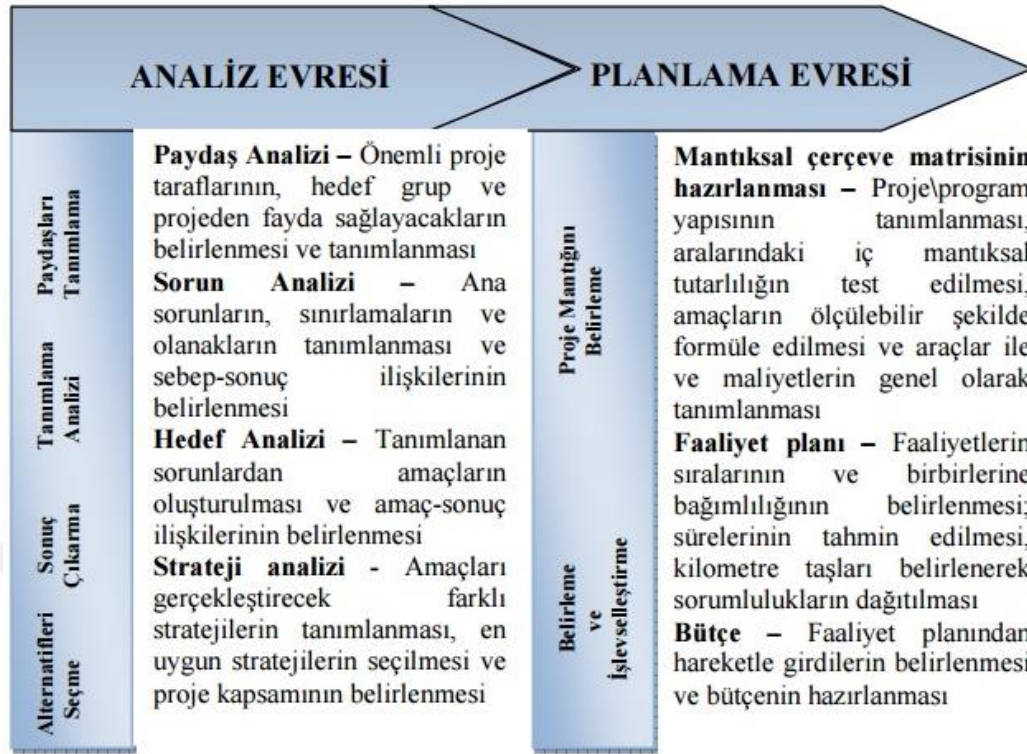 ANALİZ EVRESİ
PLANLAMA EVRESİ
Paydaşları
Tanımlama
Tanımlama
Analizi
Sonuç
Çıkarma
Alternatifleri
Seçme
Paydaş Analizi – Önemli proje
taraflarının, hedef grup ve
projeden fayda sağlayacakların
belirlenmesi ve tanımlanması
Sorun Analizi – Ana
sorunların, sınırlamaların ve
olanakların tanımlanması ve
sebep-sonuç ilişkilerinin
belirlenmesi
Hedef Analizi – Tanımlanan
sorunlardan amaçların
oluşturulması ve amaç-sonuç
ilişkilerinin belirlenmesi
Strateji analizi - Amaçları
gerçekleştirecek farklı
stratejilerin tanımlanması, en
uygun stratejilerin seçilmesi ve
proje kapsamının belirlenmesi
Proje Mantığını
Belirleme
Belirleme
ve
İşlevselleştirme
Mantıksal çerçeve matrisinin
hazırlanması – Proje\program
yapısının tanımlanması,
aralarındaki iç mantıksal
tutarlılığın test edilmesi,
amaçların ölçülebilir şekilde
formüle edilmesi ve araçlar ile
ve maliyetlerin genel olarak
tanımlanması
Faaliyet planı – Faaliyetlerin
sıralarının ve birbirlerine
bağımlılığının belirlenmesi;
sürelerinin tahmin edilmesi,
kilometre taşları belirlenerek
sorumlulukların dağıtılması
Bütçe – Faaliyet planından
hareketle girdilerin belirlenmesi
ve bütçenin hazırlanması